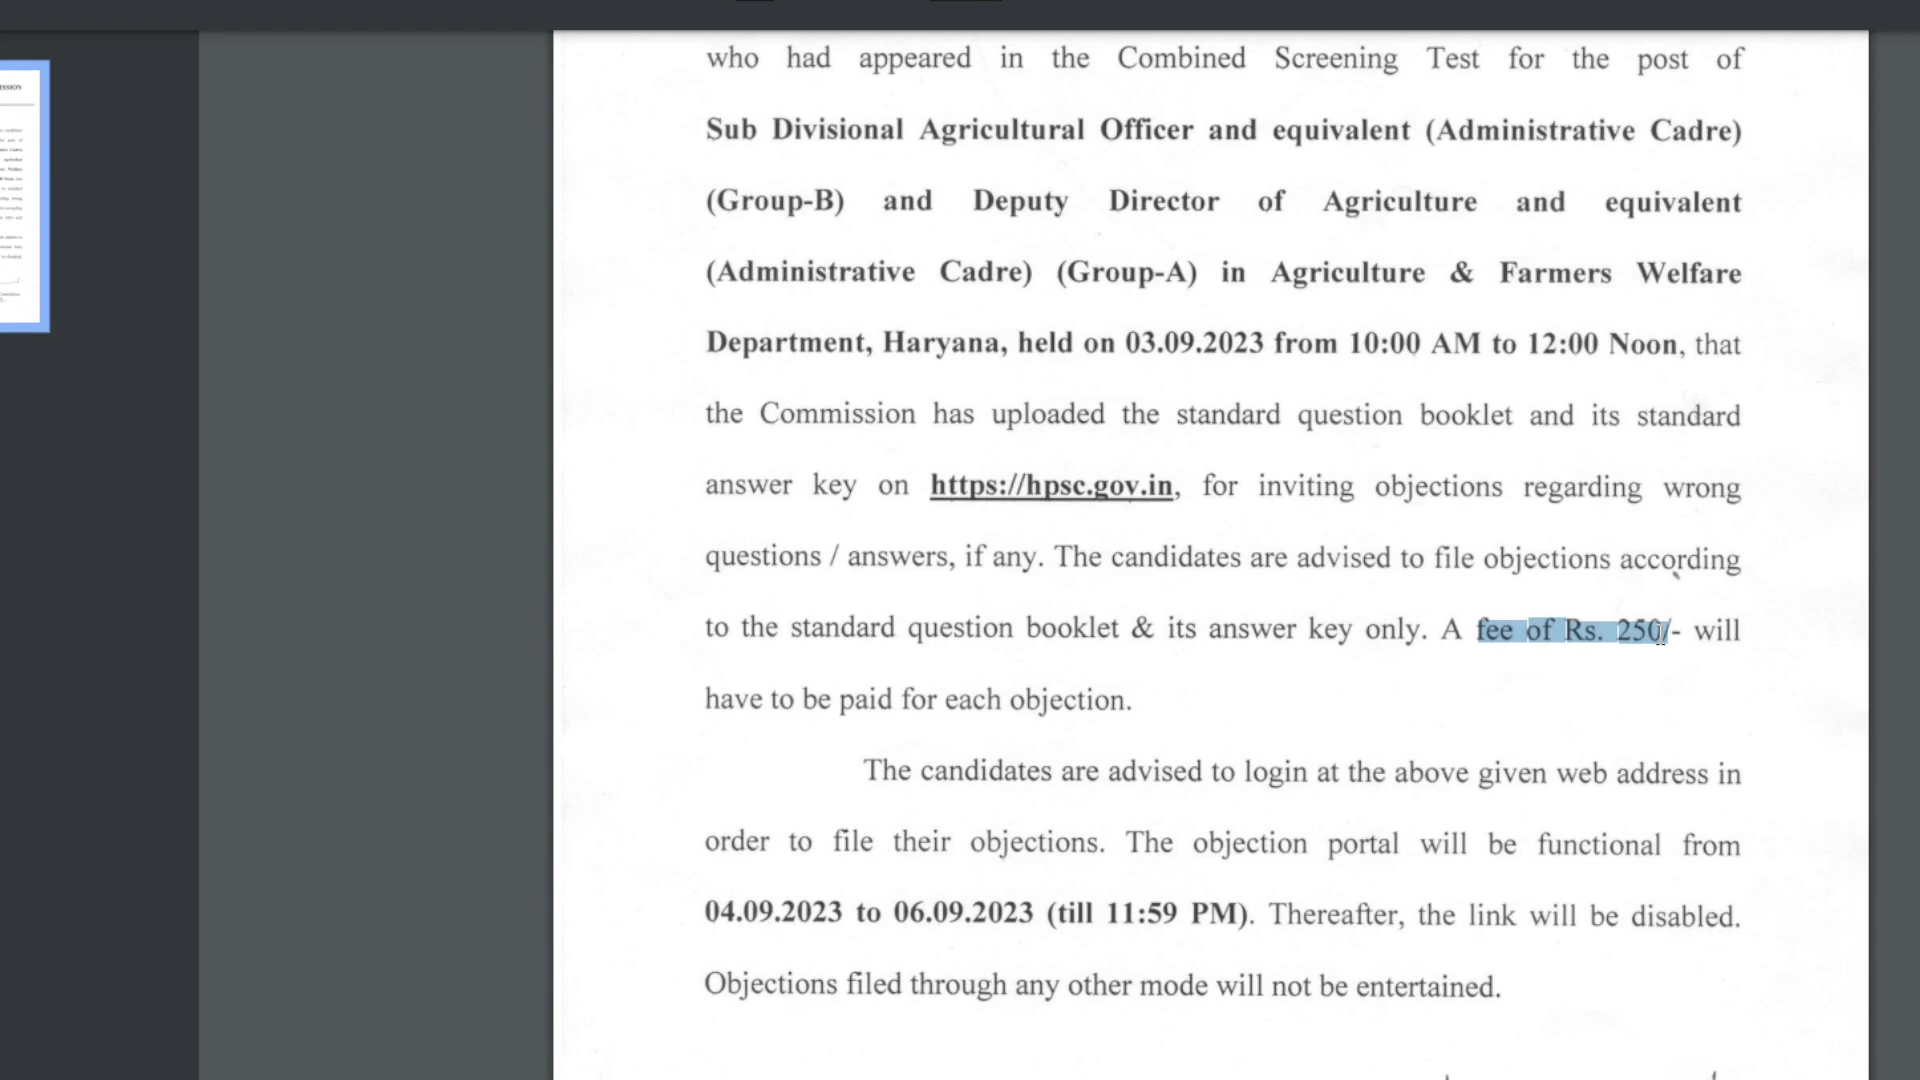 ISSION
who had appeared in the Combined Screening Test for the post of
Sub Divisional Agricultural Officer and equivalent (Administrative Cadre)
(Group-B) and Deputy Director of Agriculture and equivalent
(Administrative Cadre) (Group-A) in Agriculture & Farmers Welfare
Department, Haryana, held on 03.09.2023 from 10:00 AM to 12:00 Noon, that
the Commission has uploaded the standard question booklet and its standard
answer key on https://hpsc.gov.in, for inviting objections regarding wrong
questions / answers, if any. The candidates are advised to file objections according
to the standard question booklet & its answer key only. A fee of Rs. 250/- will
have to be paid for each objection.
The candidates are advised to login at the above given web address in
order to file their objections. The objection portal will be functional from
04.09.2023 to 06.09.2023 (till 11:59 PM). Thereafter, the link will be disabled.
Objections filed through any other mode will not be entertained.